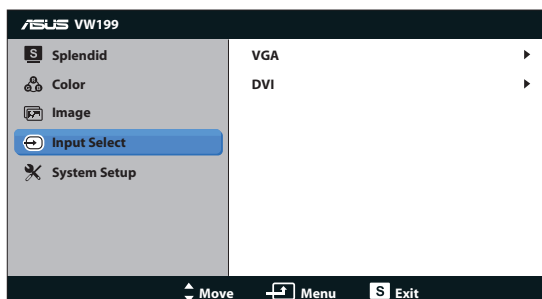 ASUS VW199
S Splendid
Color
Image
Input Select
System Setup
VGA
DVI
Move Menu S Exit